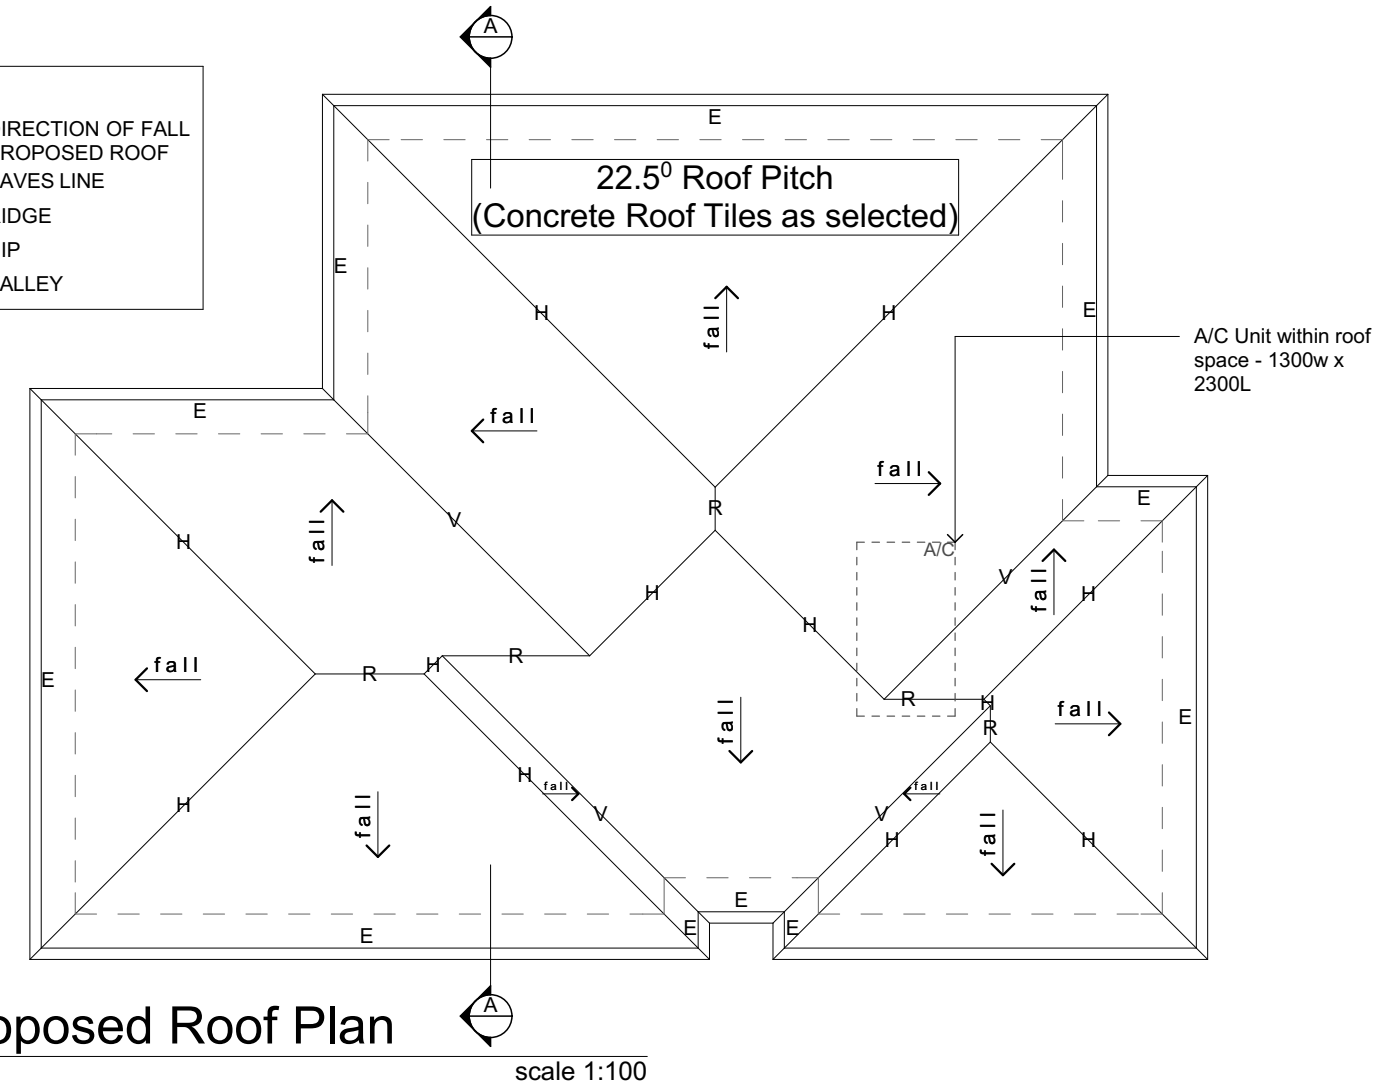 A
DIRECTION OF FALL
ROPOSED ROOF
AVES LINE
IDGE
IP
ALLEY
E
22.5⁰ Roof Pitch
(Concrete Roof Tiles as selected)
E
E
H
H
fall
A/C Unit within roof
space - 1300w x
2300L
E
fall
fall
E
R
V
H
fall
A/C
V
fall
H
H
H
E
fall
R
H
R
R
H
R
fall
fall
E
H
H
fall
V
fall
fall
V
H
fall
H
E
E
E
E
A
oposed Roof Plan
scale 1:100